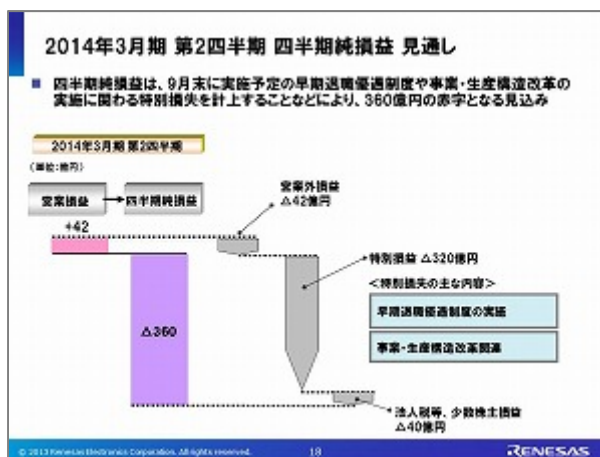 2014年3月期 第2四半期 四半期純損益 見通し
■ 四半期純損益は、9月末に実施予定の早期退職優遇制度や事業・生産構造改革の
実施に関わる特別損失を計上することなどにより、360億円の赤字となる見込み
2014年3月期 第2四半期
(単位:億円)
営業損益
四半期純損益
+42
△360
営業外損益
△42億円
特別損益 △320億円
<特別損失の主な内容>
早期退職優遇制度の実施
事業・生産構造改革関連
法人税等、少数株主損益
△40億円
© 2013 Renesas Electronics Corporation. All rights reserved.
18
RENESAS